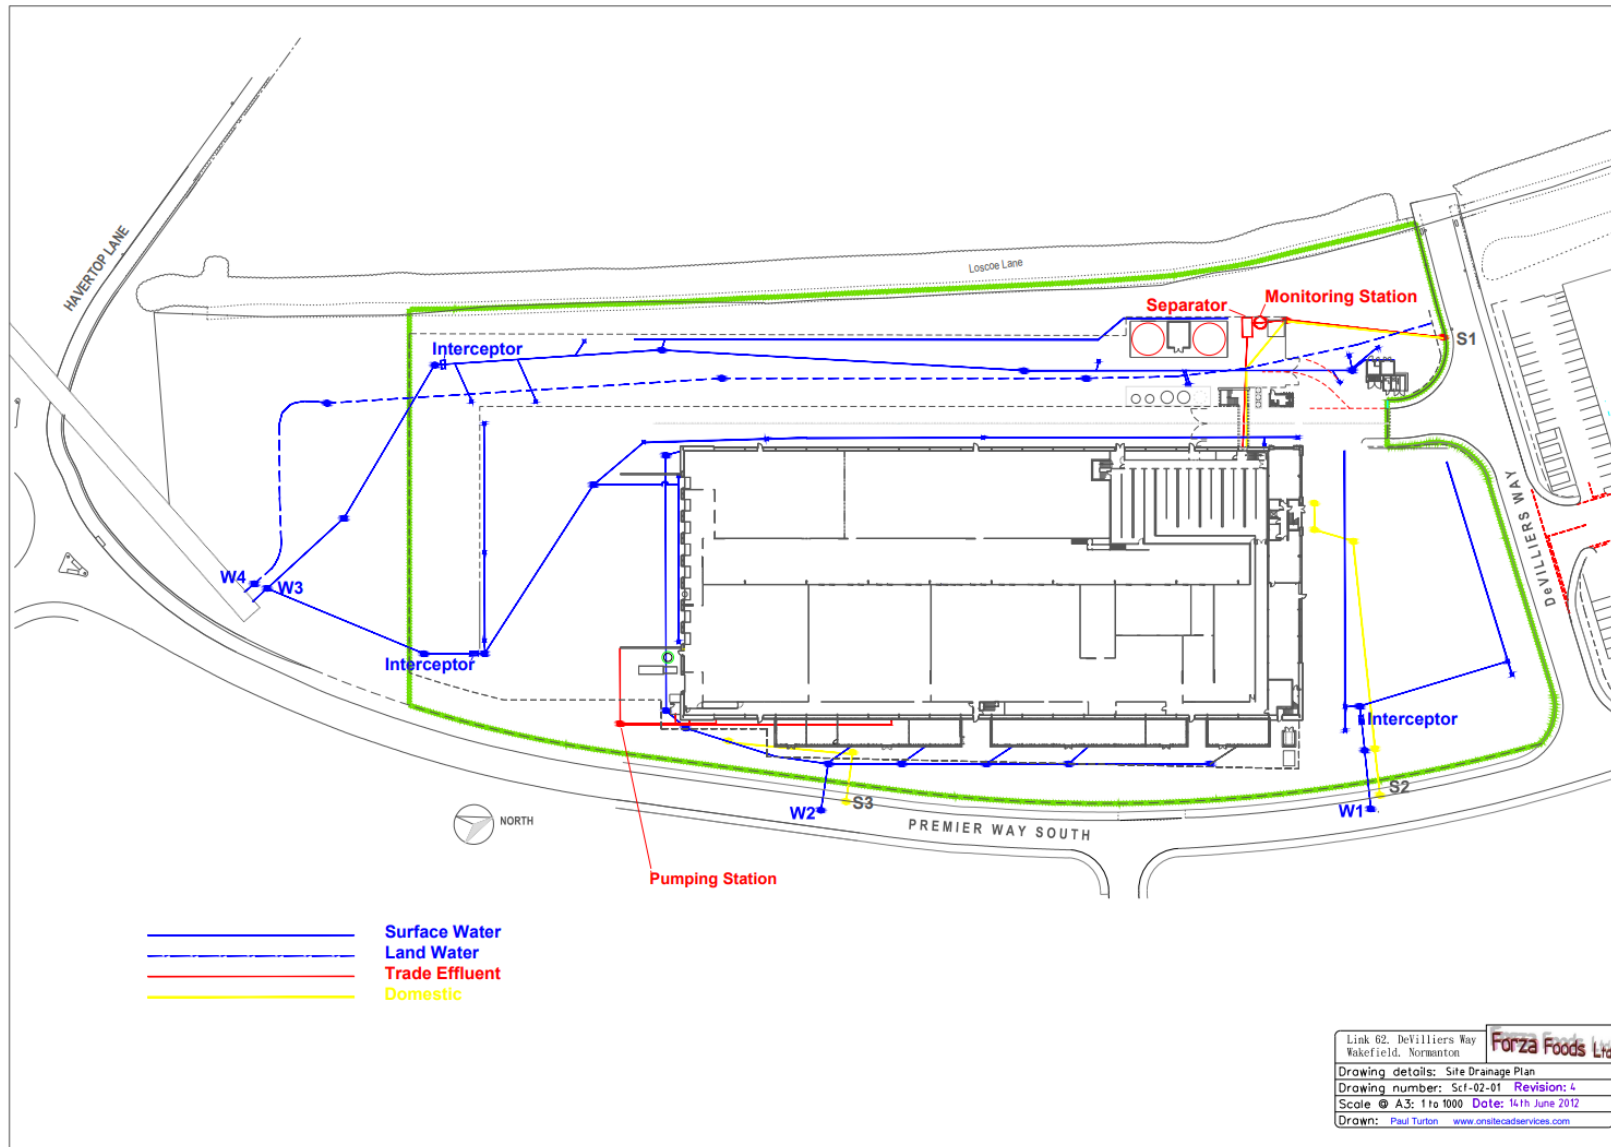 HAVERTOP LANE
Loscoe Lane
Separator
Monitoring Station
S1
Interceptor
DeVILLIERS WAY
W4
W3
Interceptor
Interceptor
S2
W1
S3
W2
PREMIER WAY SOUTH
NORTH
Pumping Station
Surface Water
Land Water
Trade Effluent
Domestic
Link 62. DeVilliers Way
Wakefield. Normanton
Forza Foods Ltd
Drawing details: Site Drainage Plan
Drawing number: Scf-02-01 Revision: 4
Scale @ A3: 1 to 1000 Date: 14th June 2012
Drawn: Paul Turton www.onsitecadservices.com